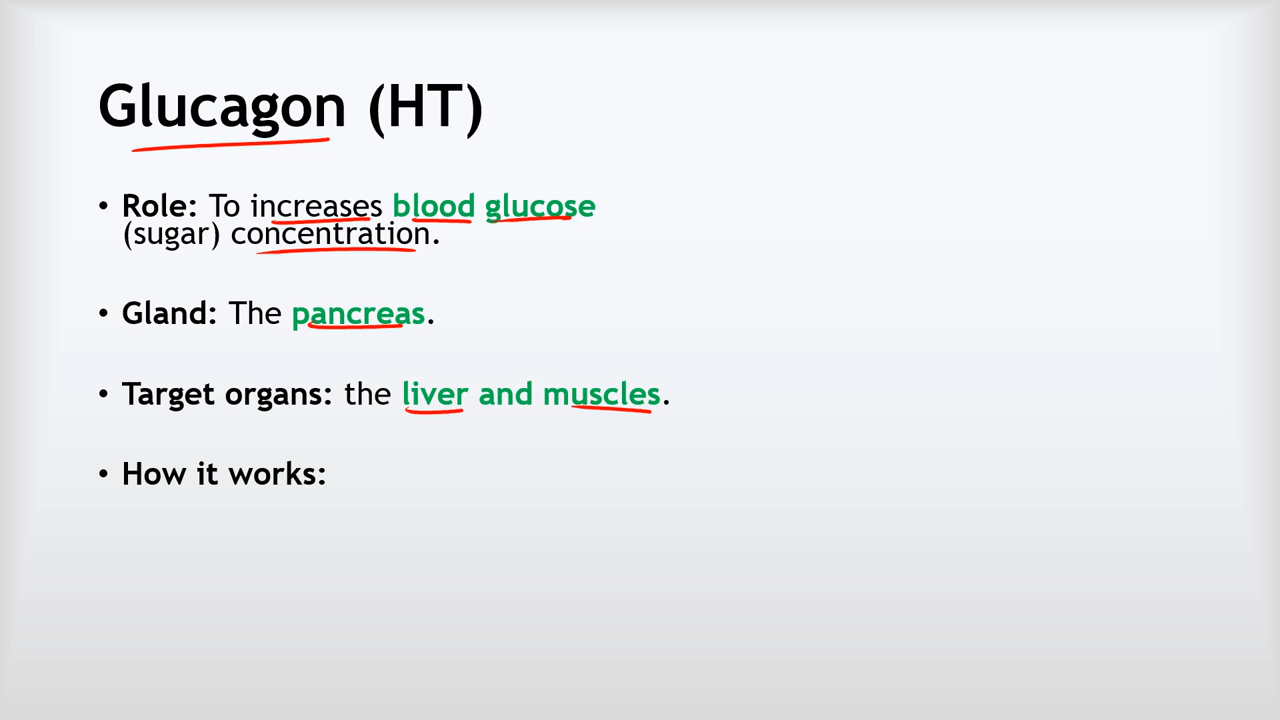 Glucagon (HT)
• Role: To increases blood glucose
(sugar) concentration.
• Gland: The pancreas.
• Target organs: the liver and muscles.
• How it works: